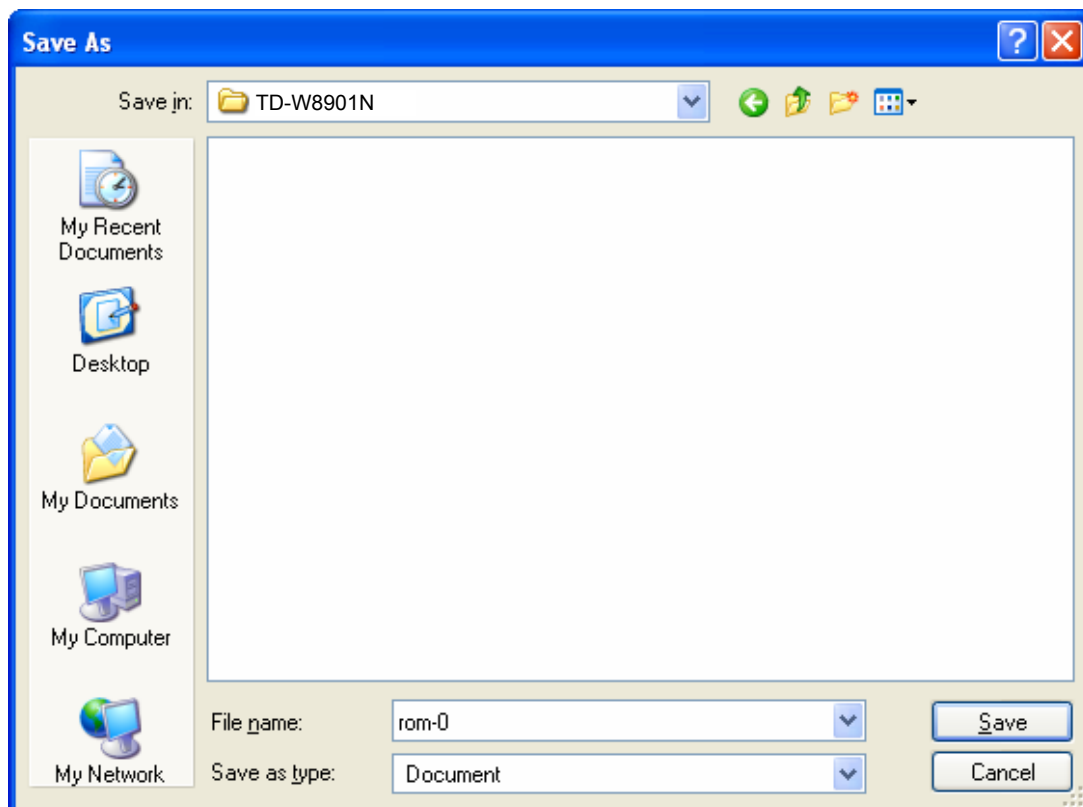 Save As
Save in: TD-W8901N
My Recent
Documents
Desktop
My Documents
My Computer
My Network
File name: rom-0 Save
Save as type: Document Cancel